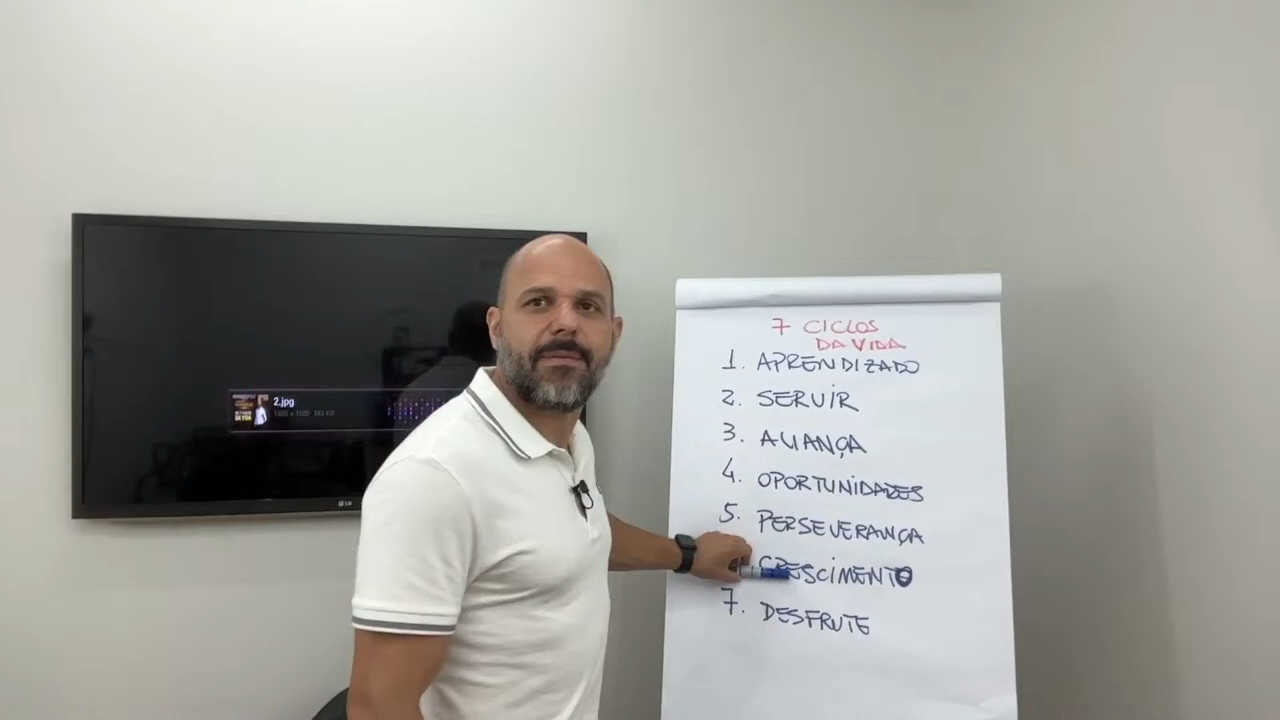 7 CICLOS
DA VIDA
1. APRENDIZADO
2. SERVIR
3. ALIANÇA
4. OPORTUNIDADES
5. PERSEVERANÇA
CRESCIMENTO
7. DESFRUTE
2.jpg
LG